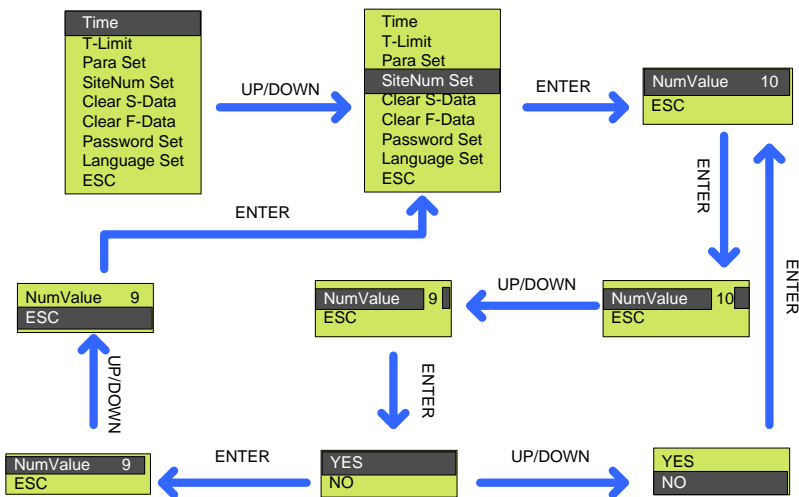 Time
T-Limit
Para Set
SiteNum Set
Clear S-Data
Clear F-Data
Password Set
Language Set
ESC
UP/DOWN
Time
T-Limit
Para Set
SiteNum Set
Clear S-Data
Clear F-Data
Password Set
Language Set
ESC
ENTER
NumValue 10
ESC
ENTER
ENTER
ENTER
NumValue 9
ESC
NumValue 9
ESC
UP/DOWN
NumValue 10
ESC
UP/DOWN
ENTER
NumValue 9
ESC
ENTER
YES
NO
UP/DOWN
YES
NO